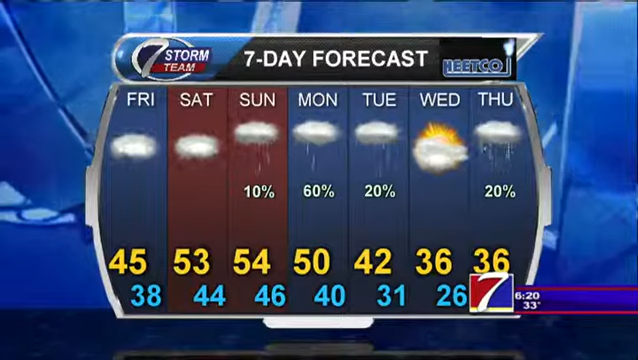 7 STORM
TEAM
7-DAY FORECAST
HEETCO
FRI SAT SUN MON TUE WED THU
10% 60% 20% 20%
45 53 54 50 42 36 36
38 44 46 40 31 26
7
6:20
33°